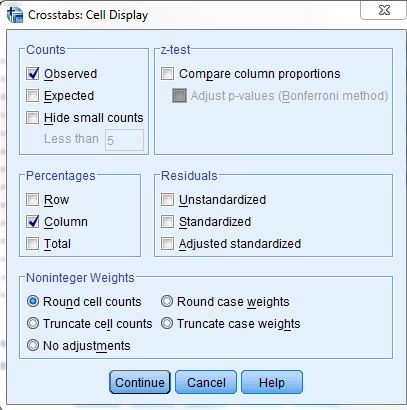 Crosstabs: Cell Display
Counts
Observed
Expected
Hide small counts
Less than 5
z-test
Compare column proportions
Adjust p-values (Bonferroni method)
Percentages
Row
Column
Total
Residuals
Unstandardized
Standardized
Adjusted standardized
Noninteger Weights
Round cell counts Round case weights
Truncate cell counts Truncate case weights
No adjustments
Continue Cancel Help